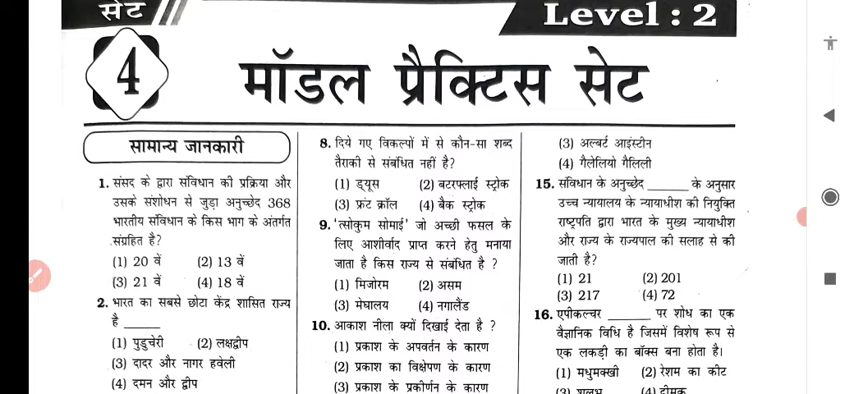 सेट
Level : 2
4
मॉडल प्रैक्टिस सेट
सामान्य जानकारी
1. संसद के द्वारा संविधान की प्रक्रिया और
उसके संशोधन से जुड़ा अनुच्छेद 368
भारतीय संविधान के किस भाग के अंतर्गत
संग्रहित है?
(1) 20 वें (2) 13 वें
(3) 21 वें (4) 18 वें
2. भारत का सबसे छोटा केंद्र शासित राज्य
है _____
(1) पुडुचेरी (2) लक्षद्वीप
(3) दादर और नागर हवेली
(4) दमन और द्वीप
8. दिये गए विकल्पों में से कौन-सा शब्द
तैराकी से संबंधित नहीं है?
(1) ड्यूस (2) बटरफ्लाई स्ट्रोक
(3) फ्रंट क्रॉल (4) बैक स्ट्रोक
9. 'त्सोकुम सोमाई' जो अच्छी फसल के
लिए आशीर्वाद प्राप्त करने हेतु मनाया
जाता है किस राज्य से संबंधित है ?
(1) मिजोरम (2) असम
(3) मेघालय (4) नगालैंड
10. आकाश नीला क्यों दिखाई देता है ?
(1) प्रकाश के अपवर्तन के कारण
(2) प्रकाश का विक्षेपण के कारण
(3) प्रकाश के प्रकीर्णन के कारण
(3) अल्बर्ट आइंस्टीन
(4) गैलेलियो गैलिली
15. संविधान के अनुच्छेद ______ के अनुसार
उच्च न्यायालय के न्यायाधीश की नियुक्ति
राष्ट्रपति द्वारा भारत के मुख्य न्यायाधीश
और राज्य के राज्यपाल की सलाह से की
जाती है?
(1) 21 (2) 201
(3) 217 (4) 72
16. एपीकल्चर ______ पर शोध का एक
वैज्ञानिक विधि है जिसमें विशेष रूप से
एक लकड़ी का बॉक्स बना होता है।
(1) मधुमक्खी (2) रेशम का कीट
(3) शलभ (4) दीमक